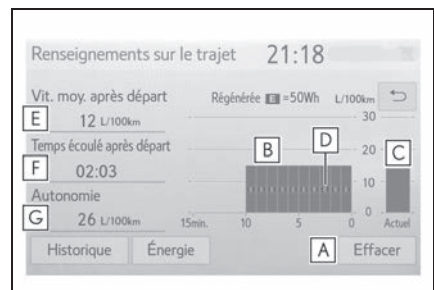 Renseignements sur le trajet 21:18
Vit. moy. après départ
Régénérée E =50Wh L/100km
E 12 L/100km
30
Temps écoulé après départ
B D 20 C
F 02:03
10
Autonomie
0
G 26 L/100km
15min. 10 5 0 Actuel
Historique Énergie A Effacer